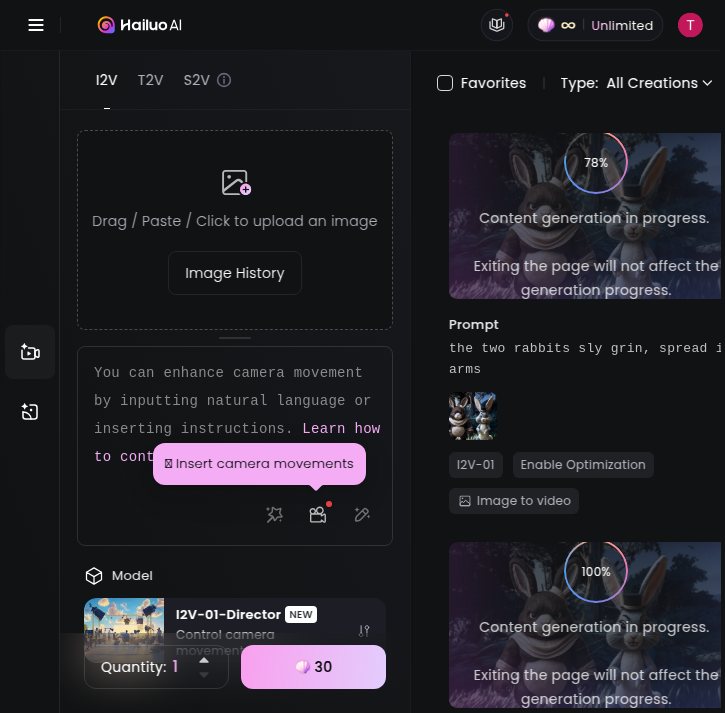 Hailuo AI
∞ Unlimited
T
I2V T2V S2V
Favorites
Type: All Creations
Drag / Paste / Click to upload an image
Image History
You can enhance camera movement
by inputting natural language or
inserting instructions. Learn how
to cont
Insert camera movements
Model
I2V-01-Director NEW
Control camera
movement
Quantity: 1
30
78%
Content generation in progress.
Exiting the page will not affect the
generation progress.
Prompt
the two rabbits sly grin, spread i
arms
I2V-01
Enable Optimization
Image to video
100%
Content generation in progress.
Exiting the page will not affect the
generation progress.